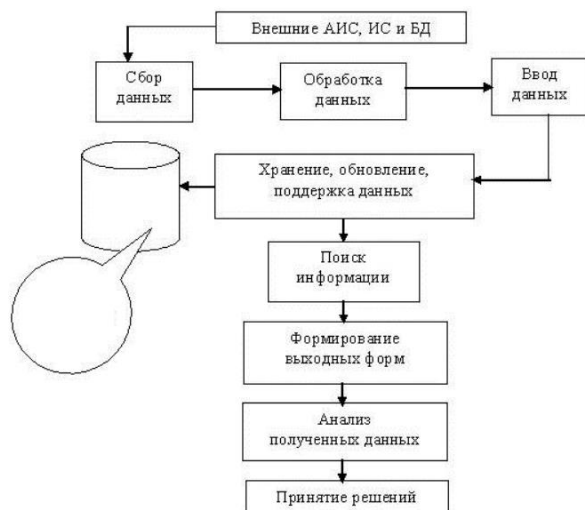 Внешние АИС, ИС и БД
Сбор
данных
Обработка
данных
Ввод
данных
Хранение, обновление,
поддержка данных
Поиск
информации
Формирование
выходных форм
Анализ
полученных данных
Принятие решений